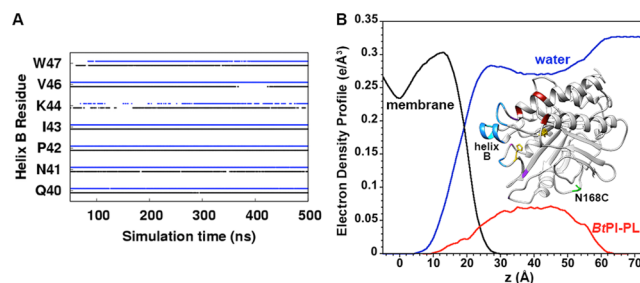 A
Helix B Residue
W47
V46
K44
I43
P42
N41
Q40
100
200
300
400
500
Simulation time (ns)
B
Electron Density Profile (e/Å³)
0.35
0.3
0.25
0.2
0.15
0.1
0.05
0
water
membrane
helix
B
N168C
BtPI-PL
0
10
20
30
40
50
60
70
z (Å)